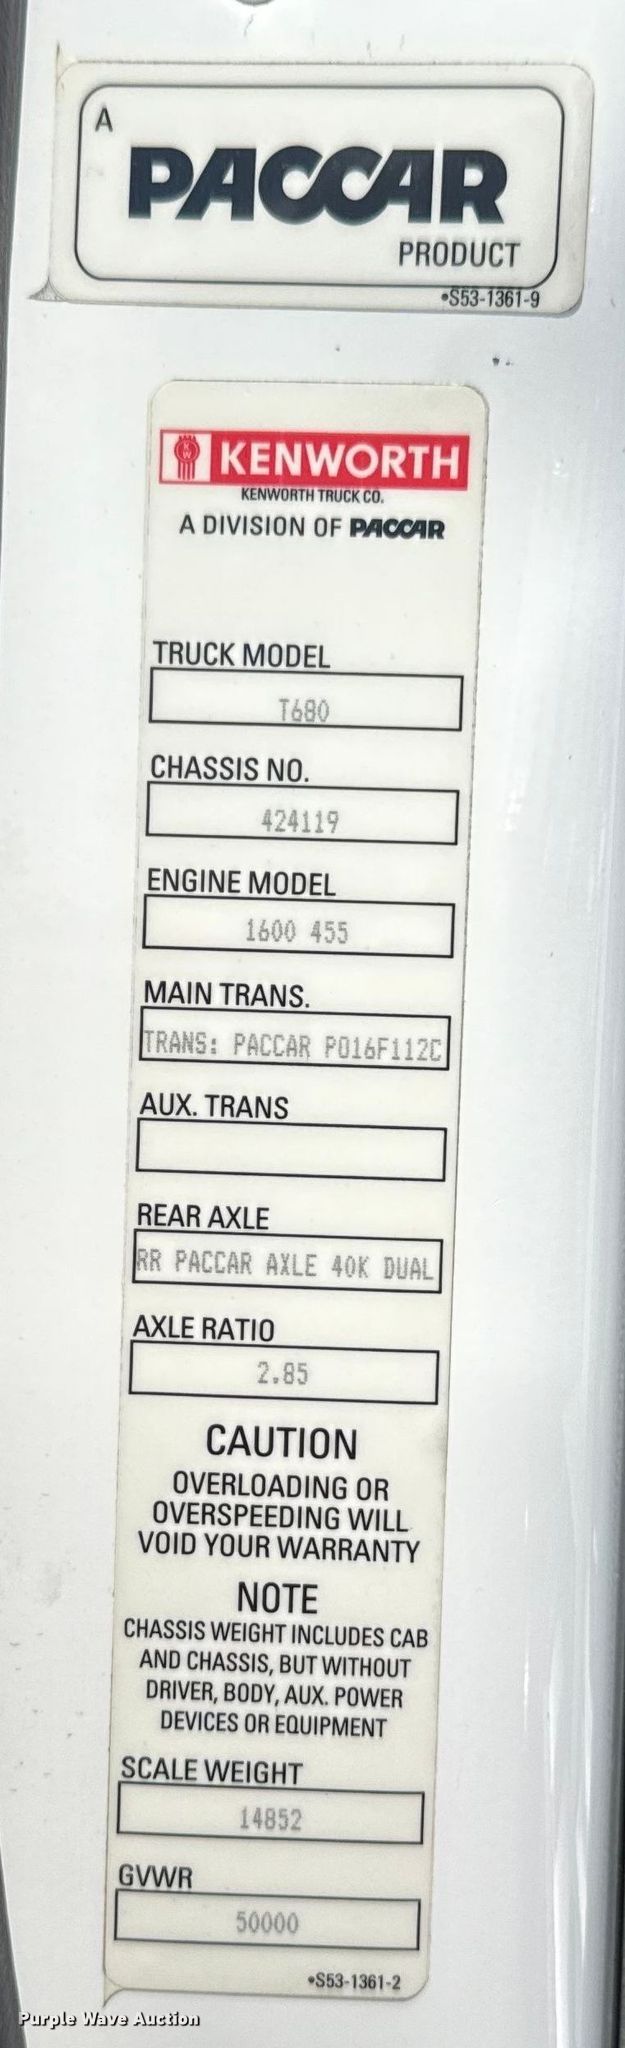 A
PACCAR
PRODUCT
•S53-1361-9
KW
KENWORTH
KENWORTH TRUCK CO.
A DIVISION OF PACCAR
TRUCK MODEL
T680
CHASSIS NO.
424119
ENGINE MODEL
1600 455
MAIN TRANS.
TRANS: PACCAR PO16F112C
AUX. TRANS
REAR AXLE
RR PACCAR AXLE 40K DUAL
AXLE RATIO
2.85
CAUTION
OVERLOADING OR
OVERSPEEDING WILL
VOID YOUR WARRANTY
NOTE
CHASSIS WEIGHT INCLUDES CAB
AND CHASSIS, BUT WITHOUT
DRIVER, BODY, AUX. POWER
DEVICES OR EQUIPMENT
SCALE WEIGHT
14852
GVWR
50000
•S53-1361-2
Purple Wave Auction